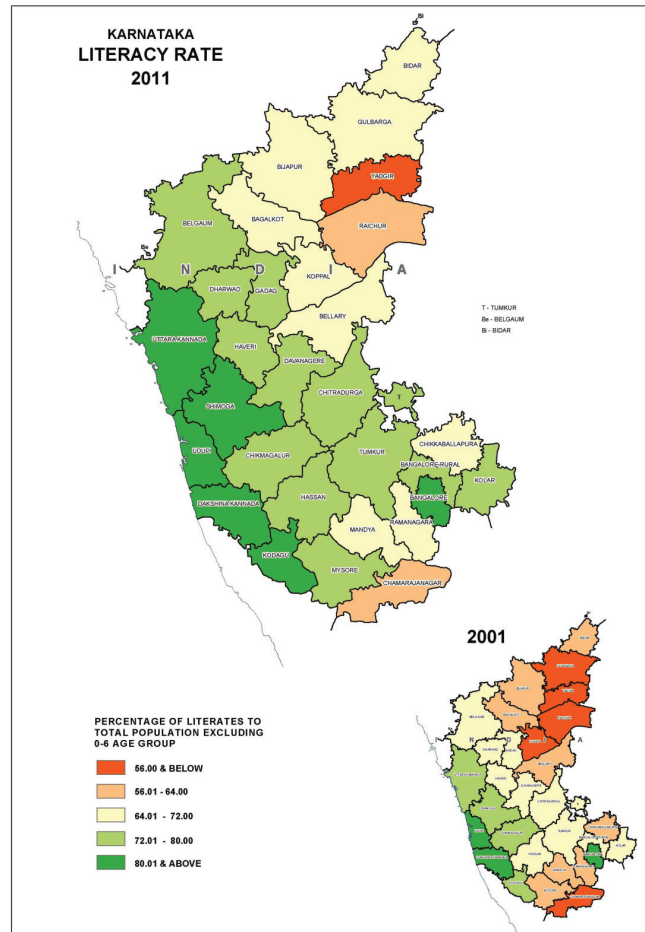 KARNATAKA
LITERACY RATE
2011
Bi
BIDAR
GULBARGA
BIJAPUR
YADGIR
BAGALKOT
RAICHUR
BELGAUM
Be
I N D I A
KOPPAL
DHARWAD
GADAG
BELLARY
T - TUMKUR
Be - BELGAUM
Bi - BIDAR
UTTARA KANNADA
HAVERI
DAVANAGERE
CHITRADURGA
SHIMOGA
T
CHIKKABALLAPURA
UDUPI
CHIKMAGALUR
TUMKUR
BANGALORE RURAL
KOLAR
HASSAN
BANGALORE
DAKSHINA KANNADA
MANDYA
RAMANAGARA
KODAGU
MYSORE
CHAMARAJANAGAR
2001
PERCENTAGE OF LITERATES TO
TOTAL POPULATION EXCLUDING
0-6 AGE GROUP
56.00 & BELOW
56.01 - 64.00
64.01 - 72.00
72.01 - 80.00
80.01 & ABOVE